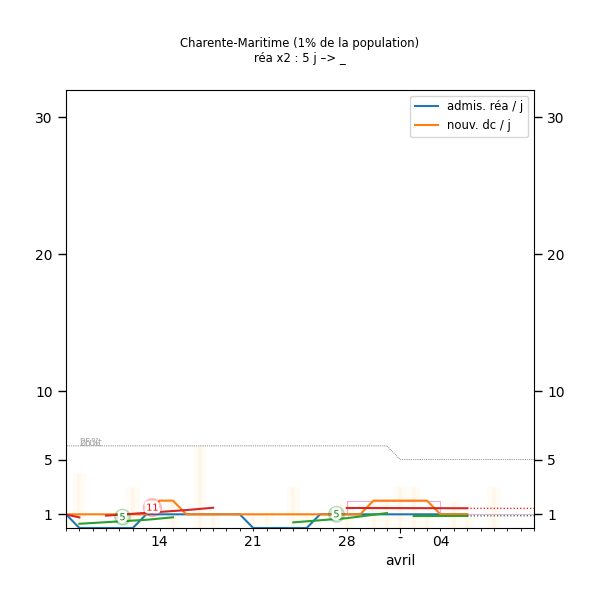 Charente-Maritime (1% de la population)
réa x2 : 5 j –> _
admis. réa / j
nouv. dc / j
30 30
20 20
10 10
5 5
11
5 5
1 1
14 21 28 - 04
avril